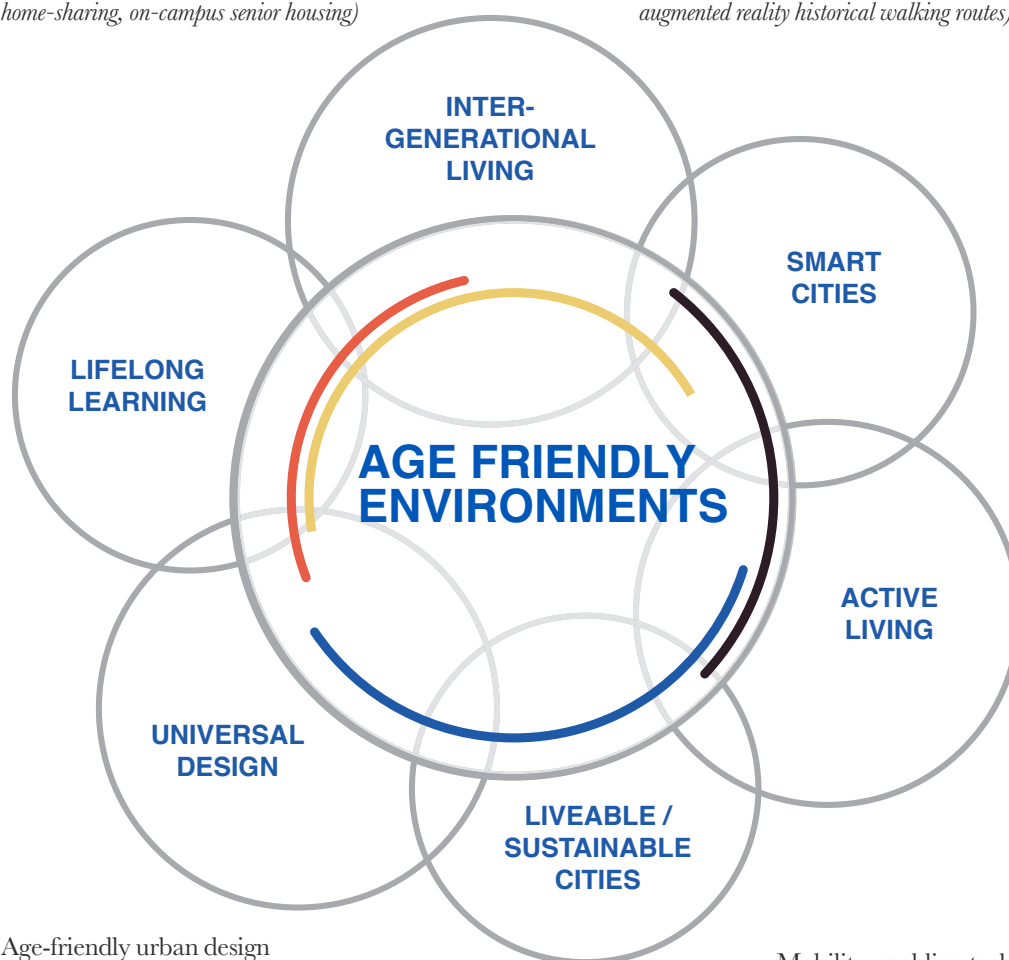 home-sharing, on-campus senior housing)
augmented reality historical walking routes)
INTER-
GENERATIONAL
LIVING
SMART
CITIES
LIFELONG
LEARNING
AGE FRIENDLY
ENVIRONMENTS
ACTIVE
LIVING
UNIVERSAL
DESIGN
LIVEABLE /
SUSTAINABLE
CITIES
Age-friendly urban design
Mobility